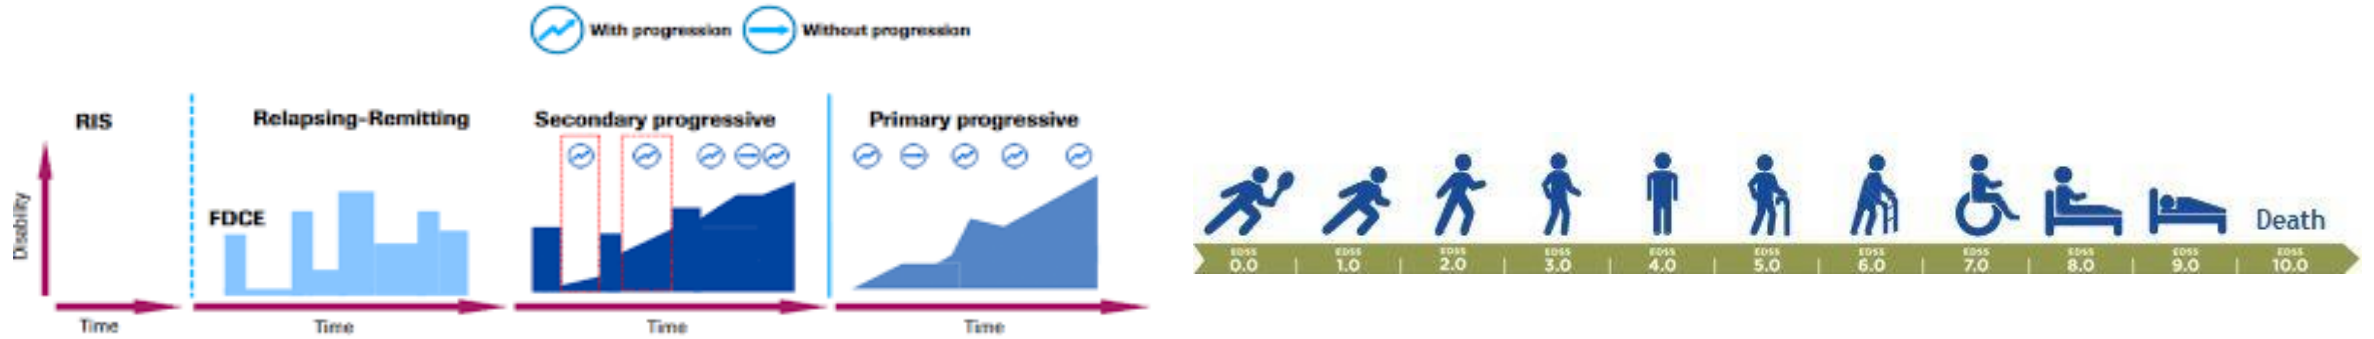 With progression Without progression
RIS Relapsing-Remitting Secondary progressive Primary progressive
Disability
FDCE
Time Time Time Time
Death
EDSS 0.0 EDSS 1.0 EDSS 2.0 EDSS 3.0 EDSS 4.0 EDSS 5.0 EDSS 6.0 EDSS 7.0 EDSS 8.0 EDSS 9.0 EDSS 10.0